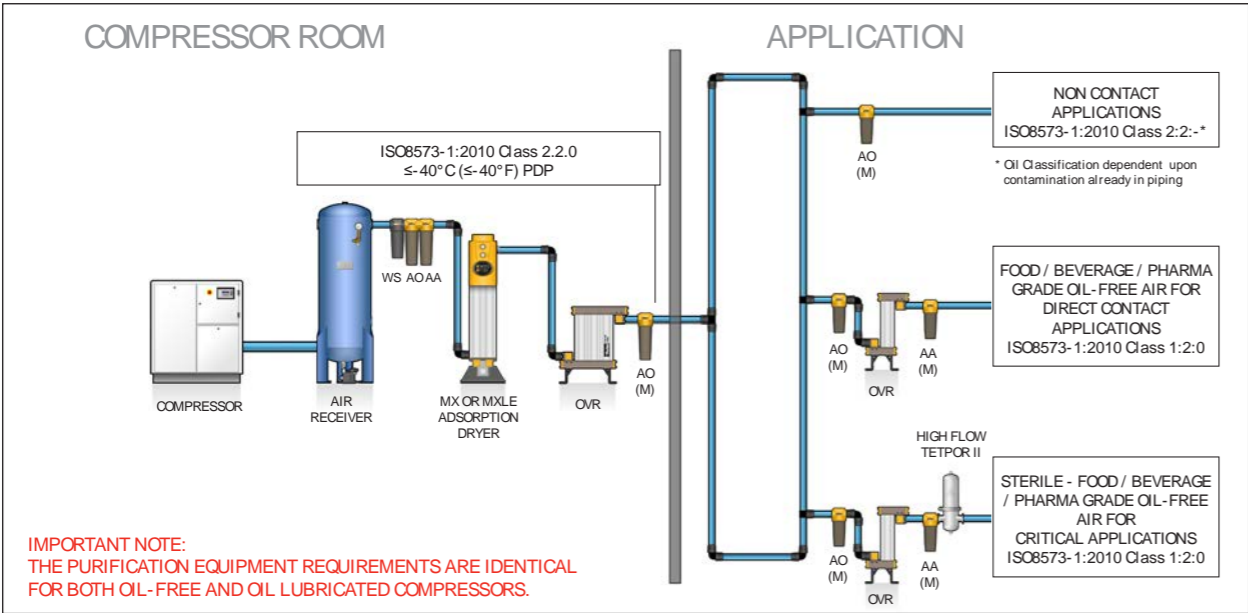 COMPRESSOR ROOM
APPLICATION
ISO8573-1:2010 Class 2.2.0
≤-40°C (≤-40°F) PDP
WS AO AA
COMPRESSOR
AIR
RECEIVER
MX OR MXLE
ADSORPTION
DRYER
OVR
AO
(M)
AO
(M)
NON CONTACT
APPLICATIONS
ISO8573-1:2010 Class 2:2:-*
* Oil Classification dependent upon
contamination already in piping
AO
(M)
OVR
AA
(M)
FOOD / BEVERAGE / PHARMA
GRADE OIL-FREE AIR FOR
DIRECT CONTACT
APPLICATIONS
ISO8573-1:2010 Class 1:2:0
HIGH FLOW
TETPOR II
AO
(M)
OVR
AA
(M)
STERILE - FOOD / BEVERAGE
/ PHARMA GRADE OIL-FREE
AIR FOR
CRITICAL APPLICATIONS
ISO8573-1:2010 Class 1:2:0
IMPORTANT NOTE:
THE PURIFICATION EQUIPMENT REQUIREMENTS ARE IDENTICAL
FOR BOTH OIL-FREE AND OIL LUBRICATED COMPRESSORS.